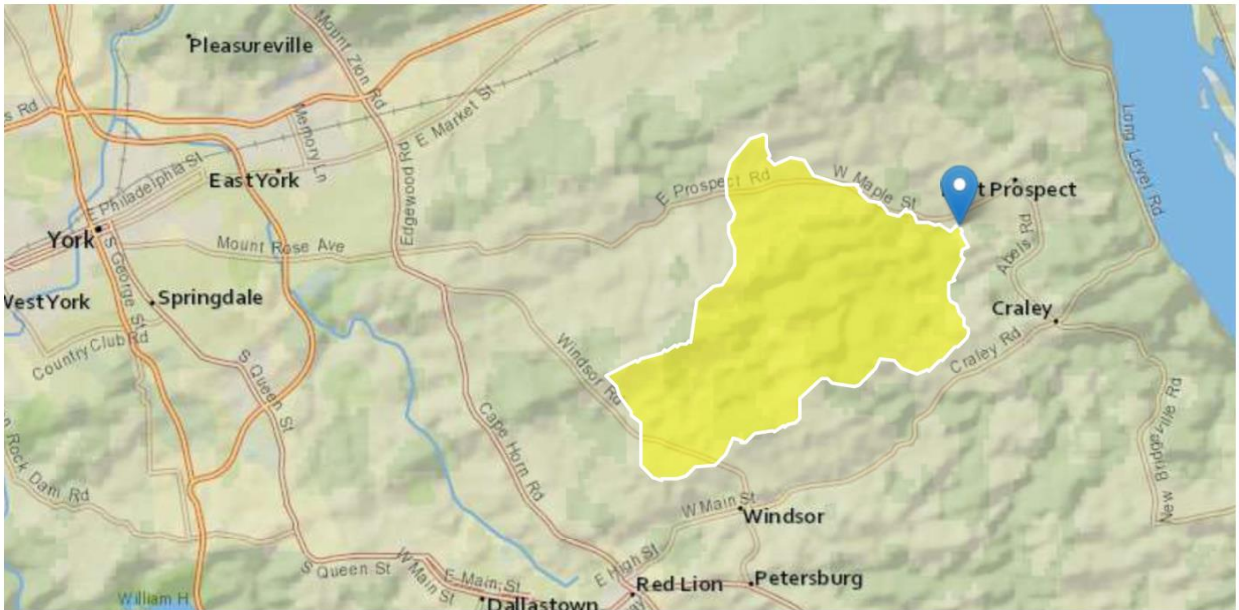 Pleasureville
Mount Zion Rd
s Rd
Memory Ln
E Market St
Long Level Rd
E Philadelphia St
East York
Edgewood Rd
E Prospect Rd
W Maple St
t Prospect
York
Mount Rose Ave
Abels Rd
S George St
West York
Springdale
Craley
Country Club Rd
Windsor Rd
Craley Rd
S Queen St
Cape Horn Rd
n Rock Dam Rd
New Bridgeville Rd
W Main St
Windsor
E High St
S Queen St
W Main St
E Main St
Red Lion
Petersburg
William H
Dallastown
ay